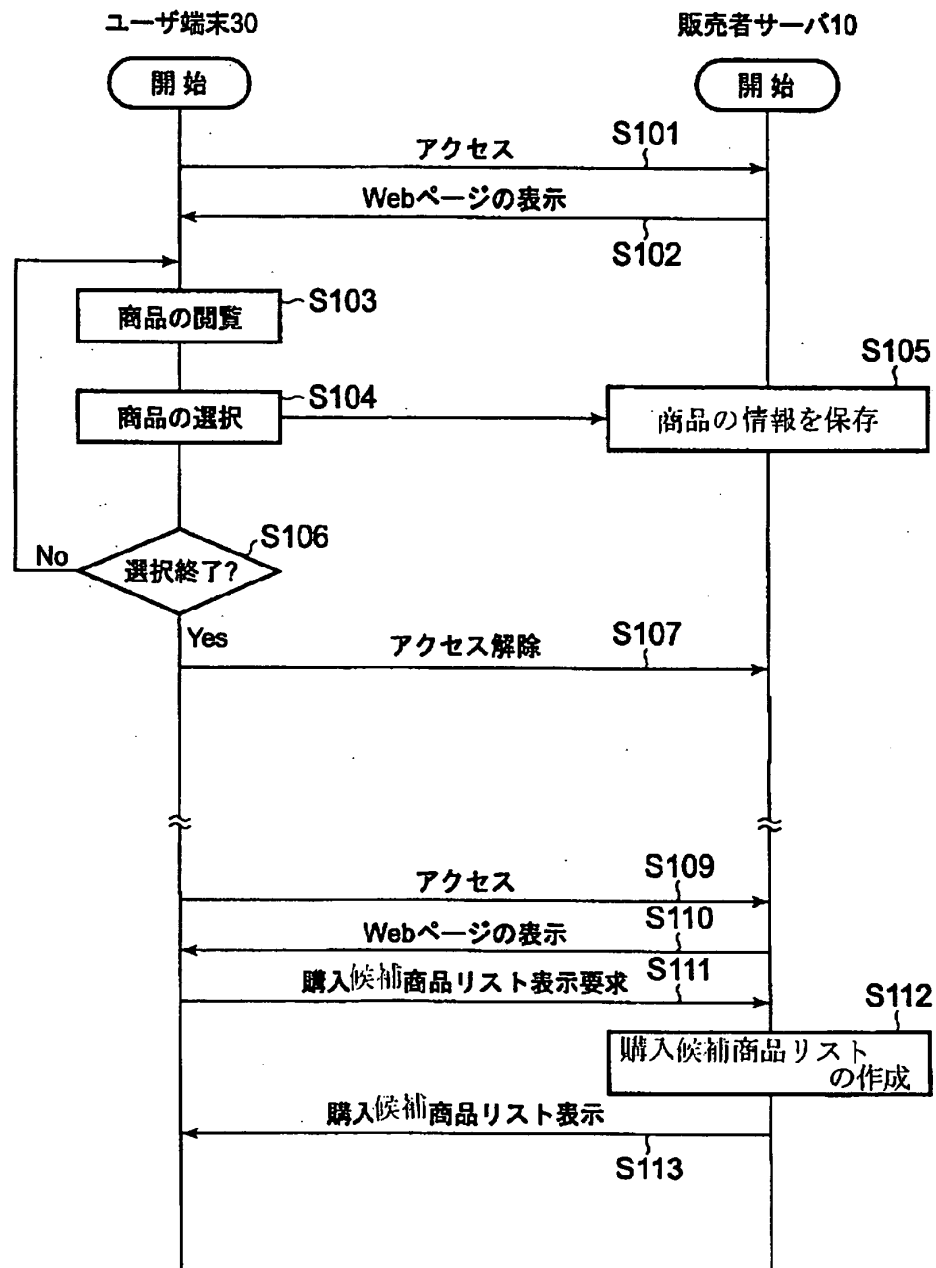 ユーザ端末30
販売者サーバ10
開 始
開 始
アクセス
S101
Webページの表示
S102
商品の閲覧
S103
商品の選択
S104
S105
商品の情報を保存
選択終了?
S106
No
Yes
アクセス解除
S107
アクセス
S109
Webページの表示
S110
購入候補商品リスト表示要求
S111
S112
購入候補商品リスト
の作成
購入候補商品リスト表示
S113